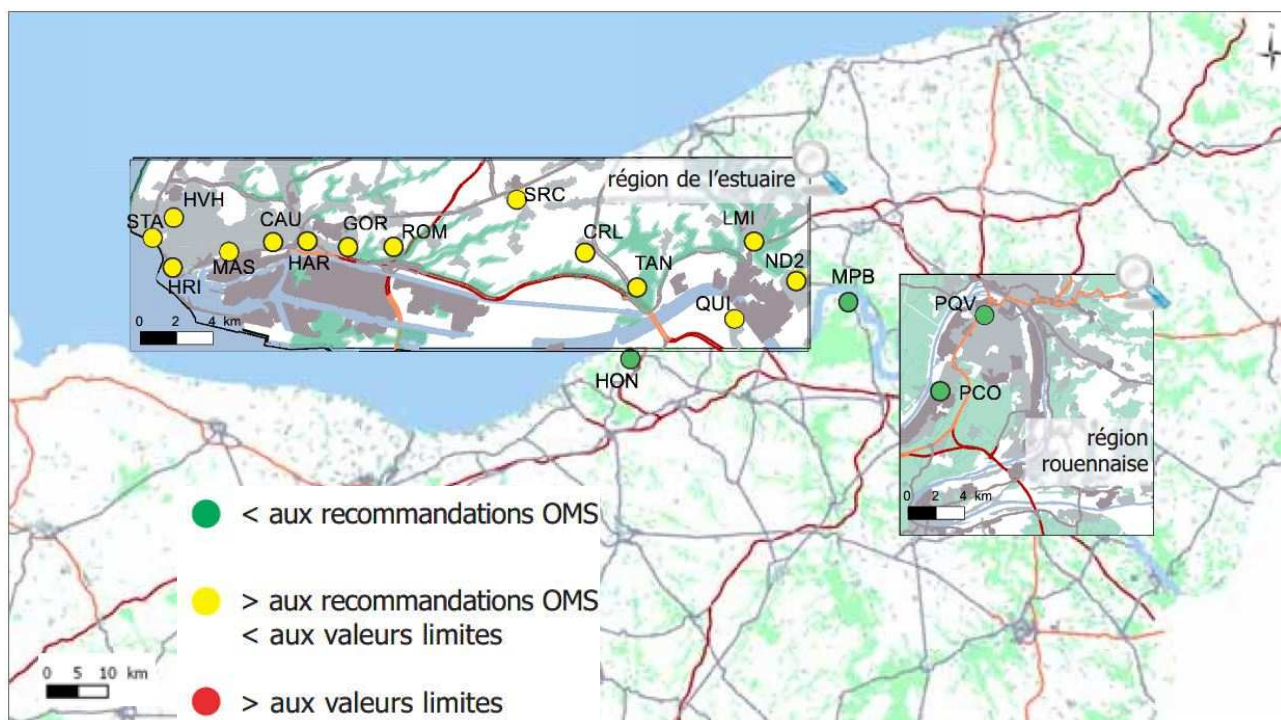 région de l'estuaire
SRC
HVH
STA
CAU
GOR
LMI
ROM
CRL
MAS
HAR
TAN
ND2
HRI
MPB
QUI
0 2 4 km
HON
PQV
PCO
région
rouennaise
0 2 4 km
< aux recommandations OMS
> aux recommandations OMS
< aux valeurs limites
> aux valeurs limites
0 5 10 km